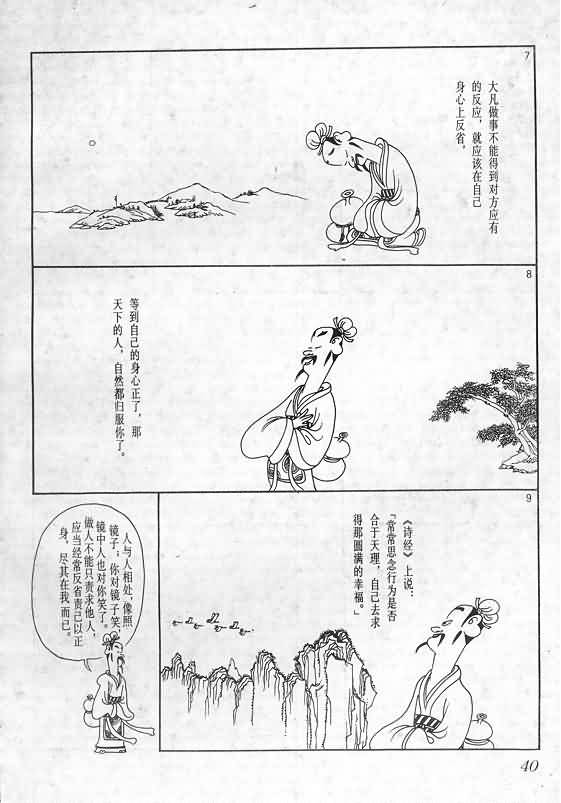 7
大凡做事不能得到对方应有
的反应，就应该在自己
身心上反省。
8
等到自己的身心正了，那
天下的人，自然都归服你了。
9
《诗经》上说：
「常常思念行为是否
合于天理，自己去求
得那圆满的幸福。」
人与人相处，像照
镜子；你对镜子笑
镜中人也对你笑了。
做人不能只责求他人，
应当经常反省责己以正
身，尽其在我而已。
40